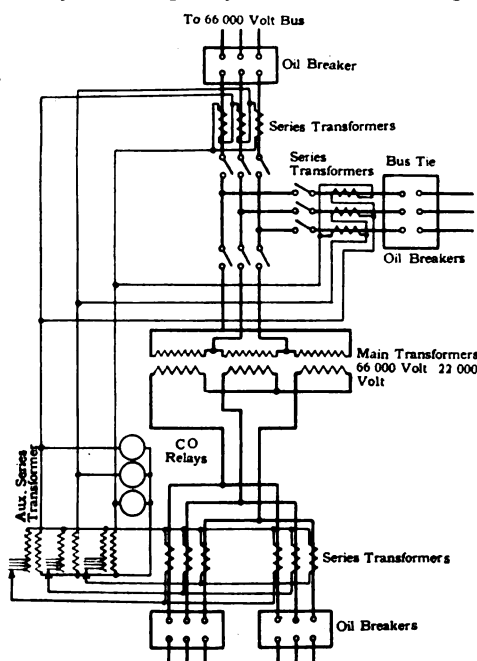 To 66 000 Volt Bus
Oil Breaker
Series Transformers
Series
Transformers
Bus Tie
Oil Breakers
Main Transformers
66 000 Volt 22 000
Volt
CO
Relays
Aux. Series
Transformer
Series Transformers
Oil Breakers